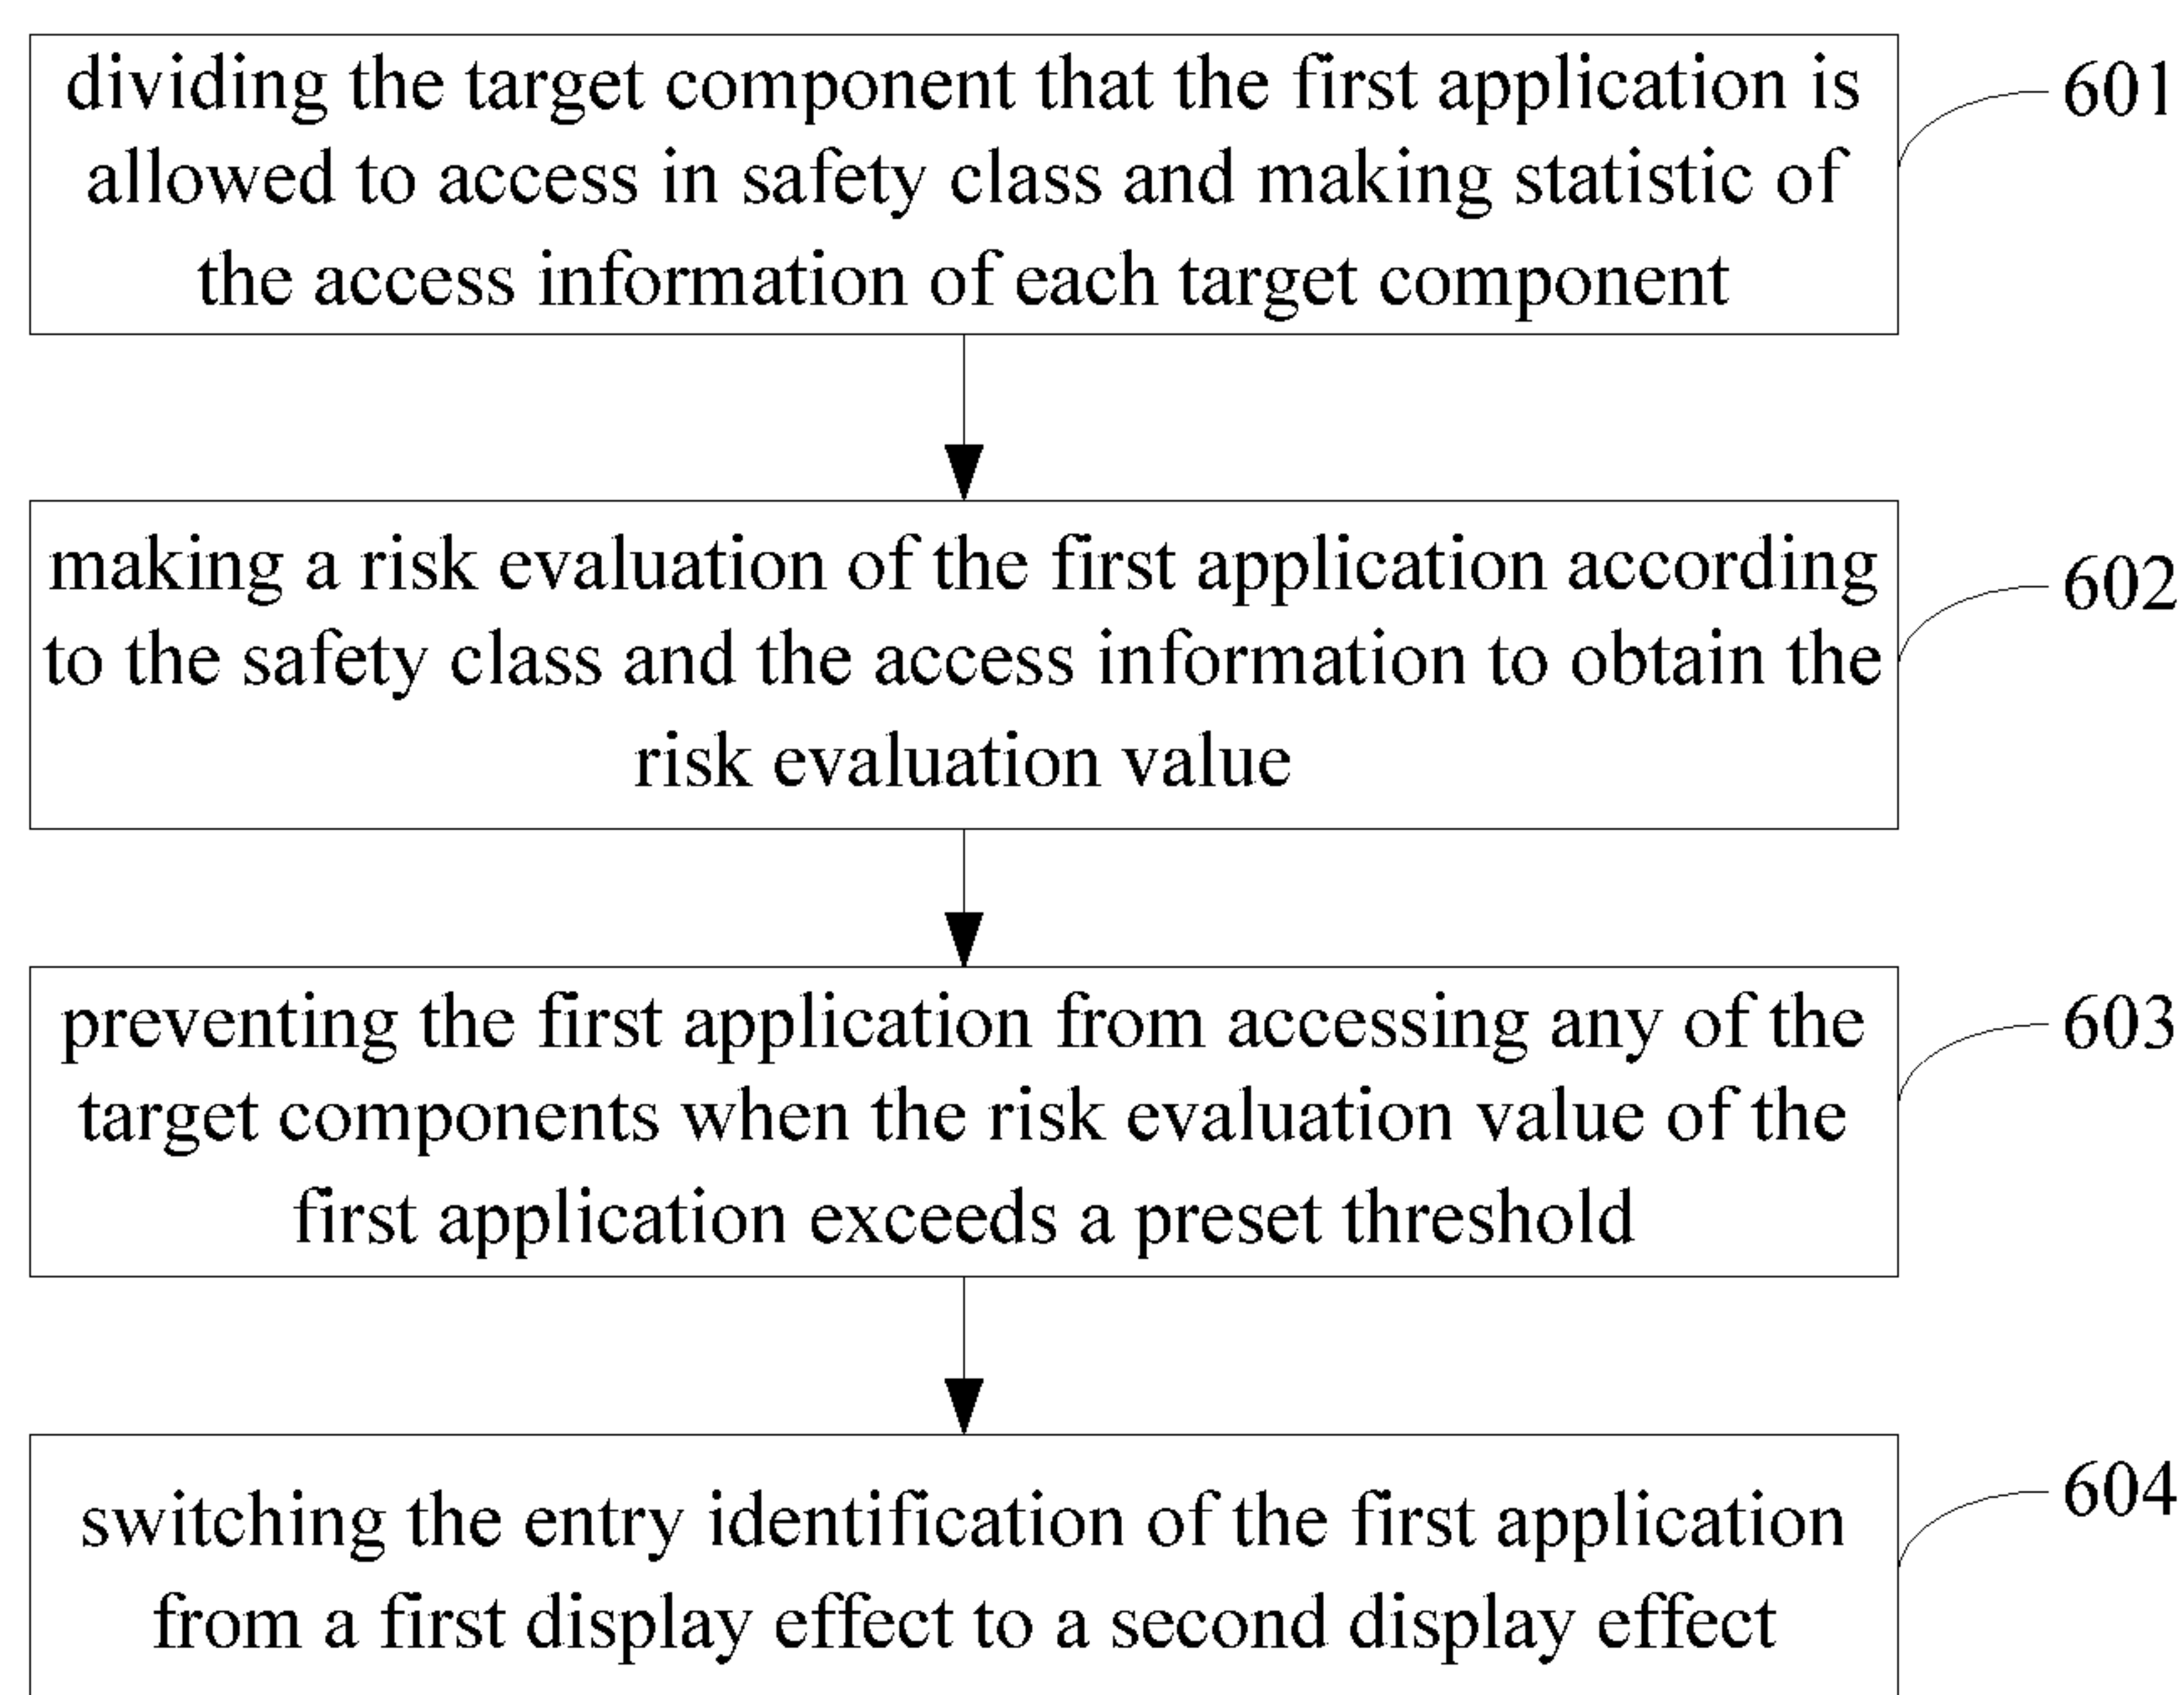 dividing the target component that the first application is
allowed to access in safety class and making statistic of
the access information of each target component
601
making a risk evaluation of the first application according
to the safety class and the access information to obtain the
risk evaluation value
602
preventing the first application from accessing any of the
target components when the risk evaluation value of the
first application exceeds a preset threshold
603
switching the entry identification of the first application
from a first display effect to a second display effect
604